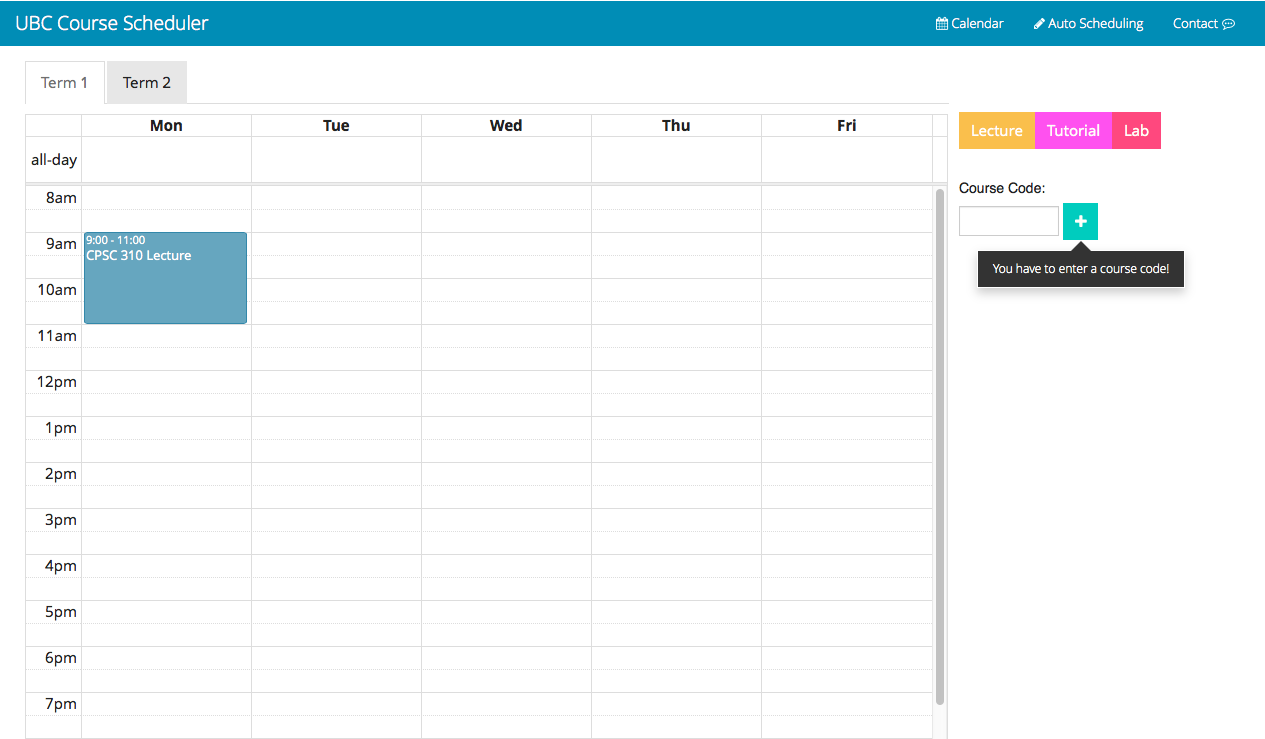 UBC Course Scheduler
Calendar
Auto Scheduling
Contact
Term 1
Term 2
Mon
Tue
Wed
Thu
Fri
all-day
8am
9am
9:00 - 11:00
CPSC 310 Lecture
10am
11am
12pm
1pm
2pm
3pm
4pm
5pm
6pm
7pm
Lecture
Tutorial
Lab
Course Code:
+
You have to enter a course code!